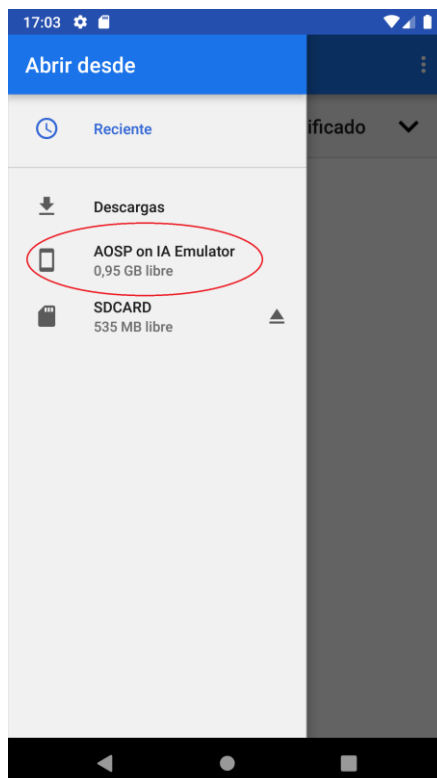 17:03
Abrir desde
Reciente
ificado
Descargas
AOSP on IA Emulator
0,95 GB libre
SDCARD
535 MB libre